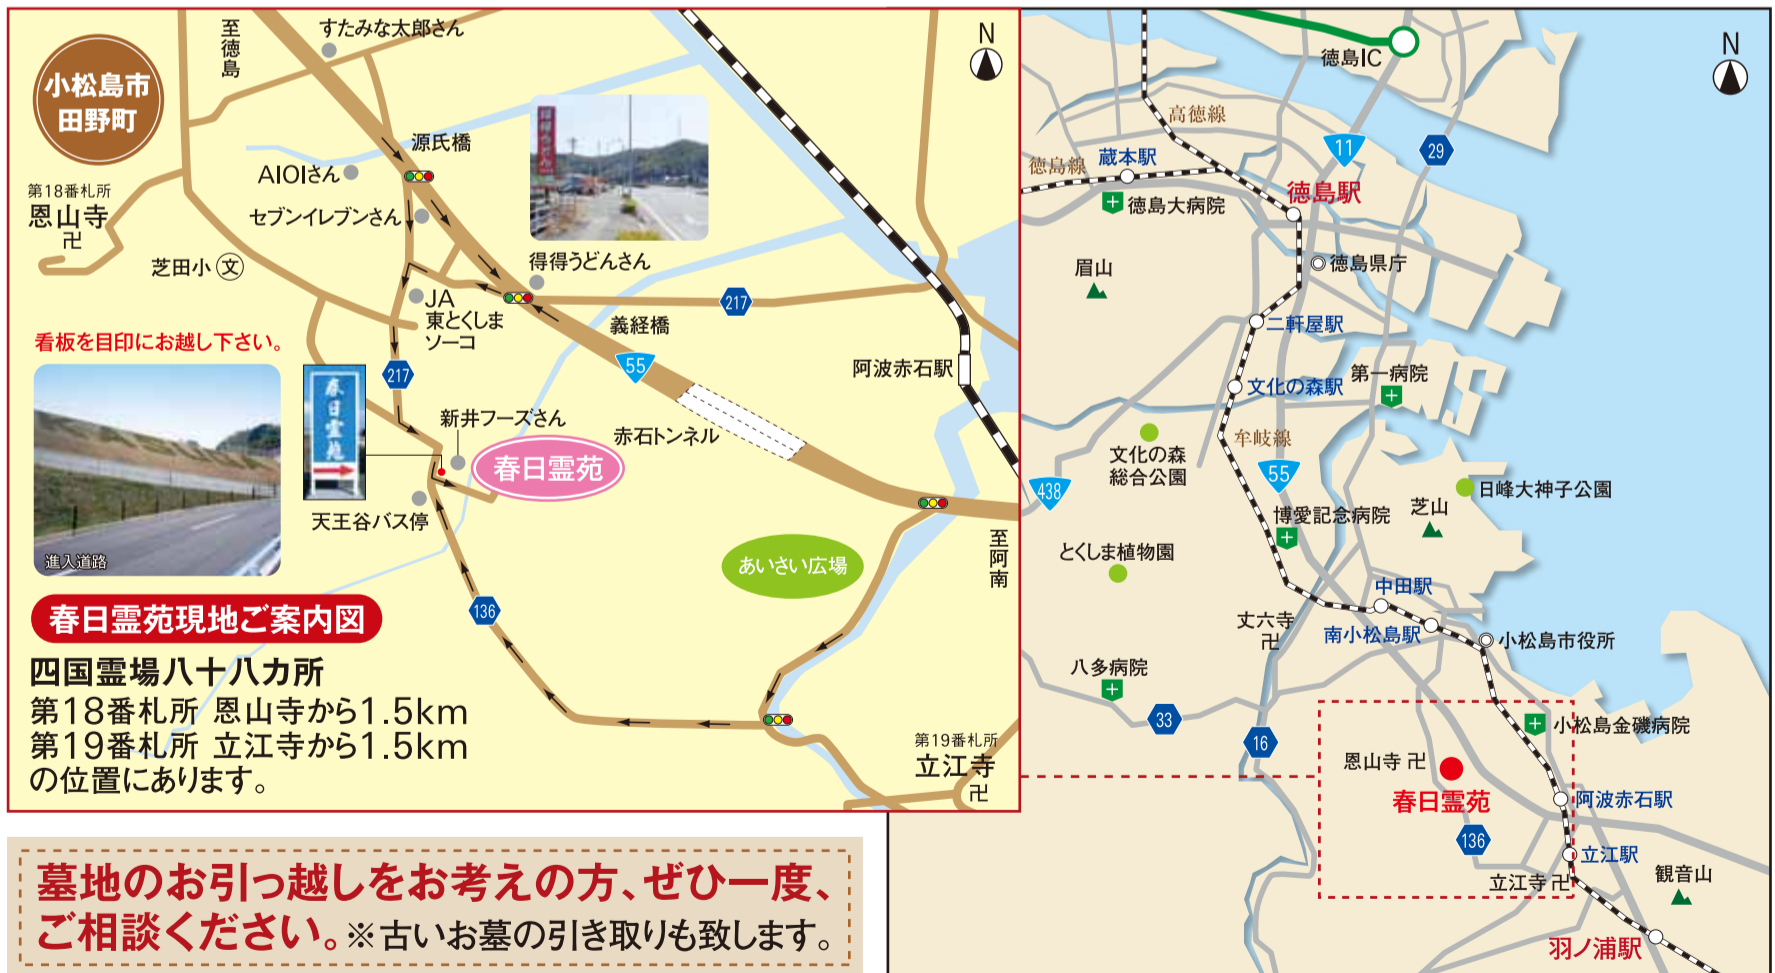 小松島市
田野町
至徳島
すたみな太郎さん
N
源氏橋
AIOIさん
第18番札所
恩山寺
卍
セブンイレブンさん
芝田小 文
得得うどんさん
JA
東とくしま
ソーコ
217
義経橋
217
55
阿波赤石駅
看板を目印にお越し下さい。
春日霊苑
進入道路
新井フーズさん
春日霊苑
赤石トンネル
天王谷バス停
至阿南
あいさい広場
136
春日霊苑現地ご案内図
四国霊場八十八カ所
第18番札所 恩山寺から1.5km
第19番札所 立江寺から1.5km
の位置にあります。
第19番札所
立江寺
卍
墓地のお引っ越しをお考えの方、ぜひ一度、
ご相談ください。※古いお墓の引き取りも致します。
徳島IC
N
高徳線
11
29
徳島線
蔵本駅
徳島駅
徳島大病院
徳島県庁
眉山
二軒屋駅
文化の森駅
第一病院
牟岐線
文化の森
総合公園
55
438
日峰大神子公園
芝山
博愛記念病院
とくしま植物園
中田駅
丈六寺
卍
南小松島駅
小松島市役所
八多病院
33
16
小松島金磯病院
恩山寺 卍
春日霊苑
阿波赤石駅
136
立江駅
立江寺 卍
観音山
羽ノ浦駅